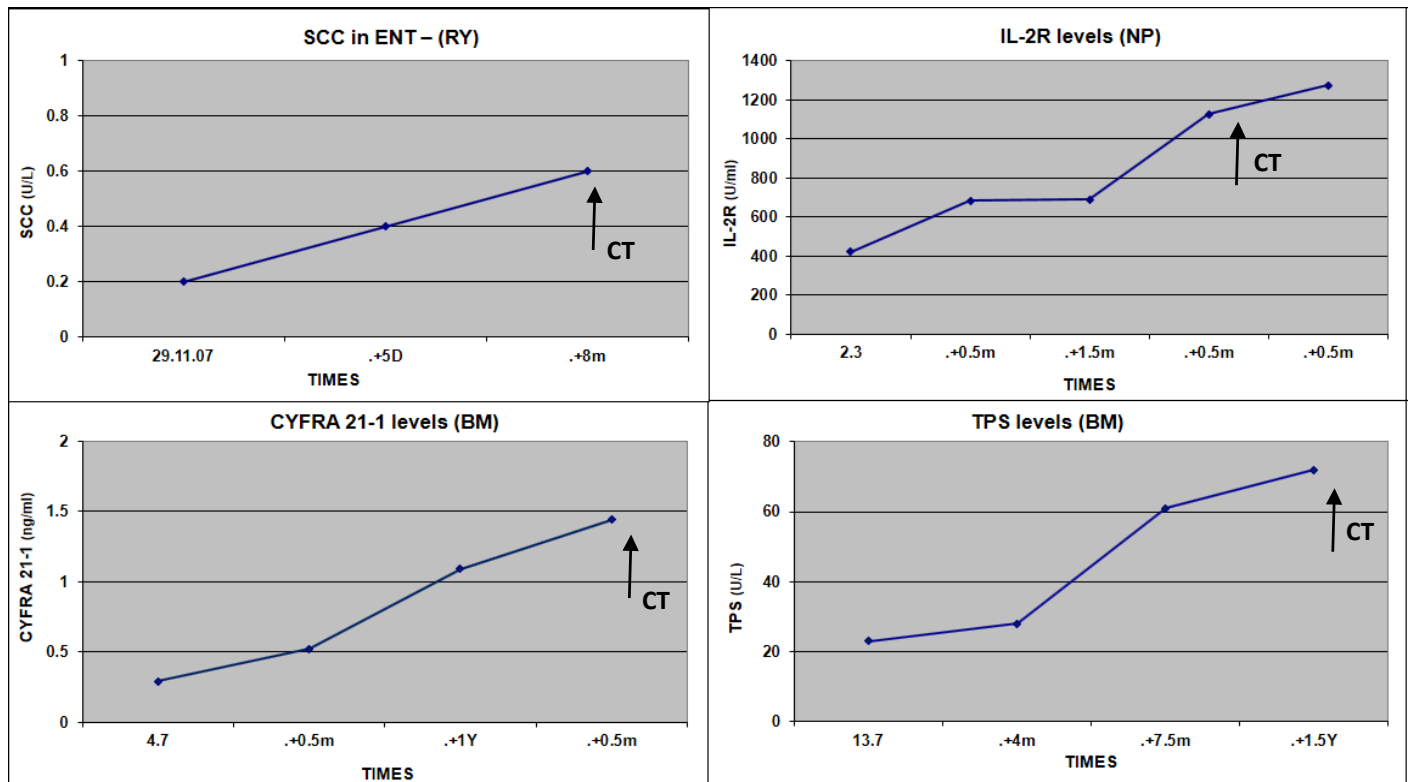 SCC in ENT – (RY)
1
0.8
0.6
0.4
0.2
0
SCC (U/L)
CT
29.11.07 .+5D .+8m
TIMES
IL-2R levels (NP)
1400
1200
1000
800
600
400
200
0
IL-2R (U/ml)
CT
2.3 .+0.5m .+1.5m .+0.5m .+0.5m
TIMES
CYFRA 21-1 levels (BM)
2
1.5
1
0.5
0
CYFRA 21-1 (ng/ml)
CT
4.7 .+0.5m .+1Y .+0.5m
TIMES
TPS levels (BM)
80
60
40
20
0
TPS (U/L)
CT
13.7 .+4m .+7.5m .+1.5Y
TIMES